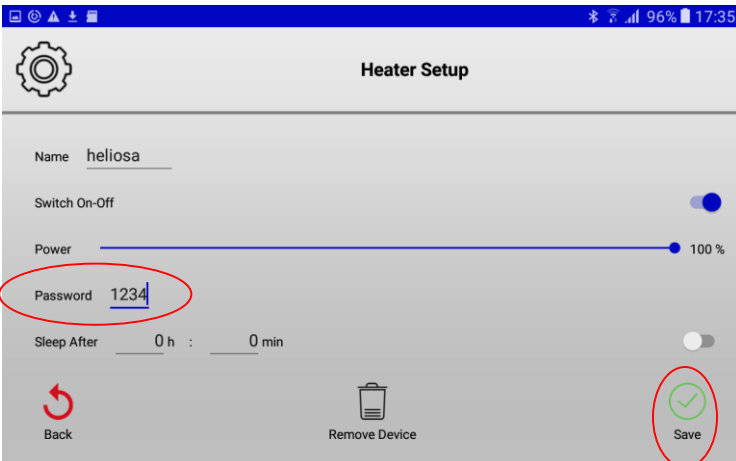 96% 17:35
Heater Setup
Name heliosa
Switch On-Off
Power 100 %
Password 1234
Sleep After 0 h : 0 min
Back Remove Device Save